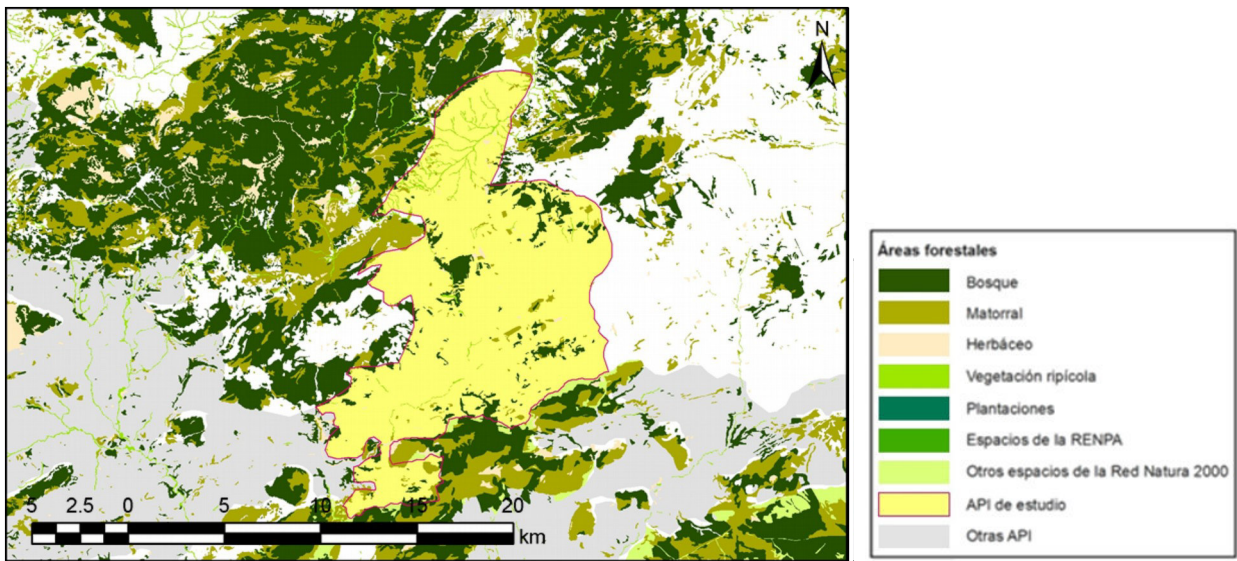 N
5 2.5 0 5 10 15 20
km
Áreas forestales
Bosque
Matorral
Herbáceo
Vegetación ripícola
Plantaciones
Espacios de la RENPA
Otros espacios de la Red Natura 2000
API de estudio
Otras API